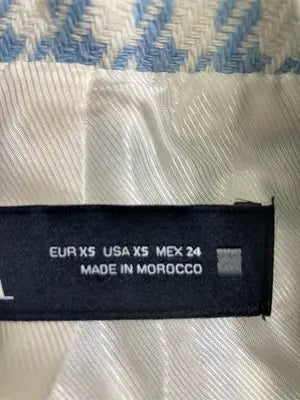 EUR XS USA XS MEX 24
MADE IN MOROCCO